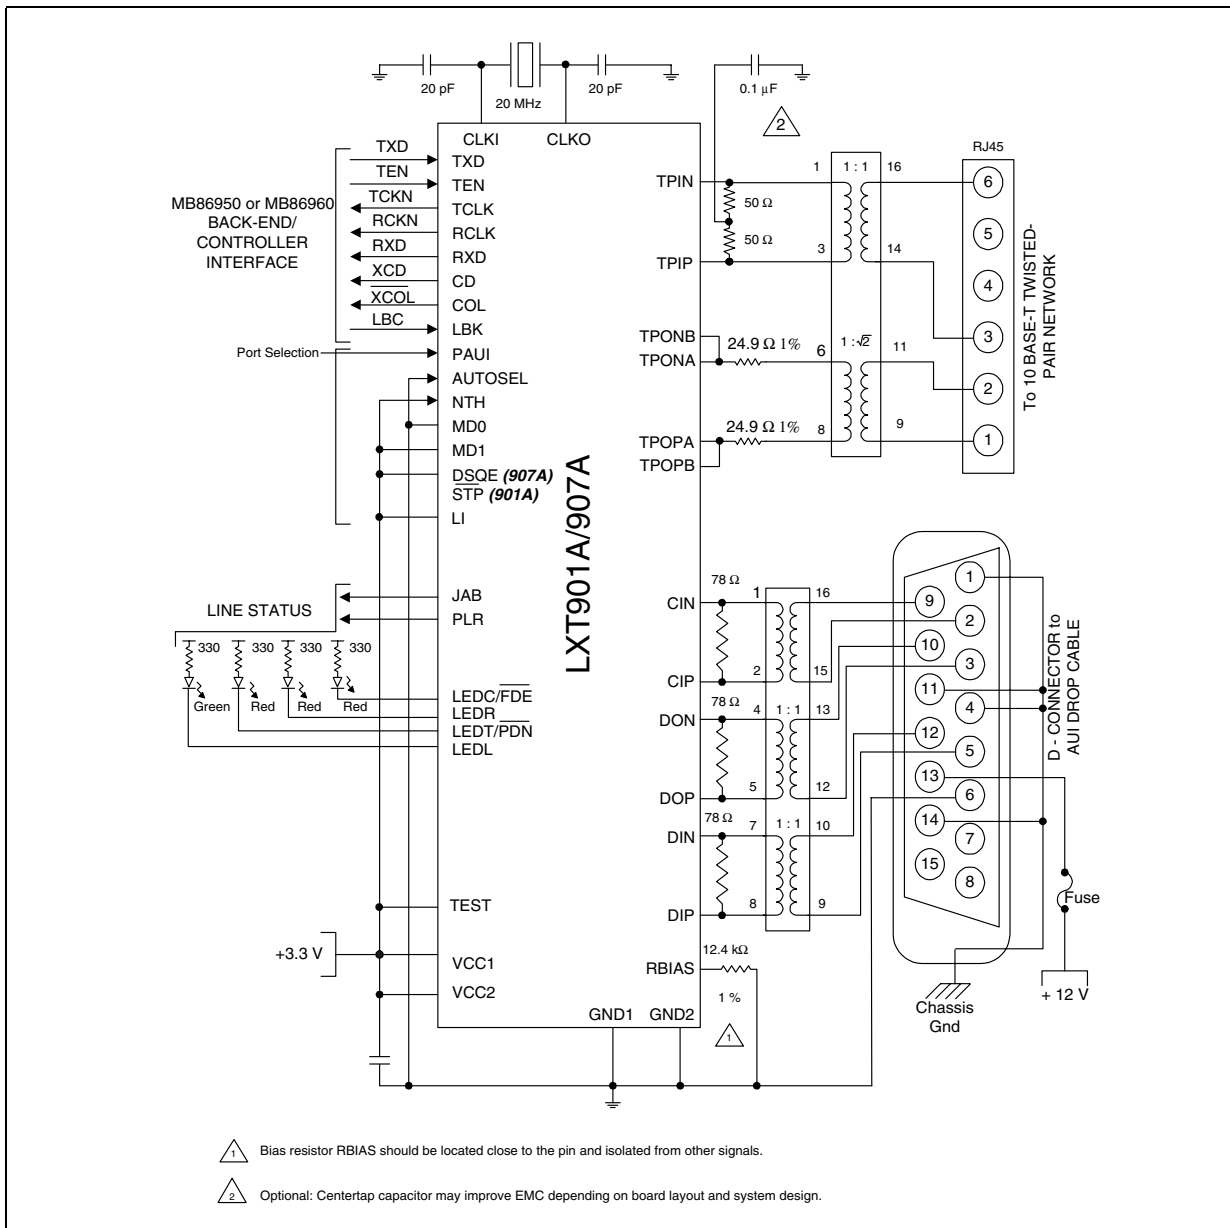 20 pF
20 MHz
20 pF
0.1 µF
2
CLKI
CLKO
MB86950 or MB86960
BACK-END/
CONTROLLER
INTERFACE
TXD
TEN
TCKN
RCKN
RXD
XCD
XCOL
LBC
Port Selection
TXD
TEN
TCLK
RCLK
RXD
CD
COL
LBK
PAUI
AUTOSEL
NTH
MD0
MD1
DSQE (907A)
STP (901A)
LI
LINE STATUS
JAB
PLR
330
330
330
330
Green
Red
Red
Red
LEDC/FDE
LEDR
LEDT/PDN
LEDL
+3.3 V
TEST
VCC1
VCC2
LXT901A/907A
GND1
GND2
TPIN
50 Ω
50 Ω
TPIP
1
1 : 1
16
3
14
TPONB
TPONA
24.9 Ω 1%
6
1 :√2
11
TPOPA
TPOPB
24.9 Ω 1%
8
9
RJ45
6
5
4
3
2
1
To 10 BASE-T TWISTED-
PAIR NETWORK
CIN
78 Ω
1
16
CIP
2
15
DON
78 Ω
4
1 : 1
13
DOP
5
12
DIN
78 Ω
7
1 : 1
10
DIP
8
9
RBIAS
12.4 kΩ
1 %
1
1
9
2
10
3
11
4
12
5
13
6
14
7
15
8
D - CONNECTOR to
AUI DROP CABLE
Fuse
+ 12 V
Chassis
Gnd
1 Bias resistor RBIAS should be located close to the pin and isolated from other signals.
2 Optional: Centertap capacitor may improve EMC depending on board layout and system design.